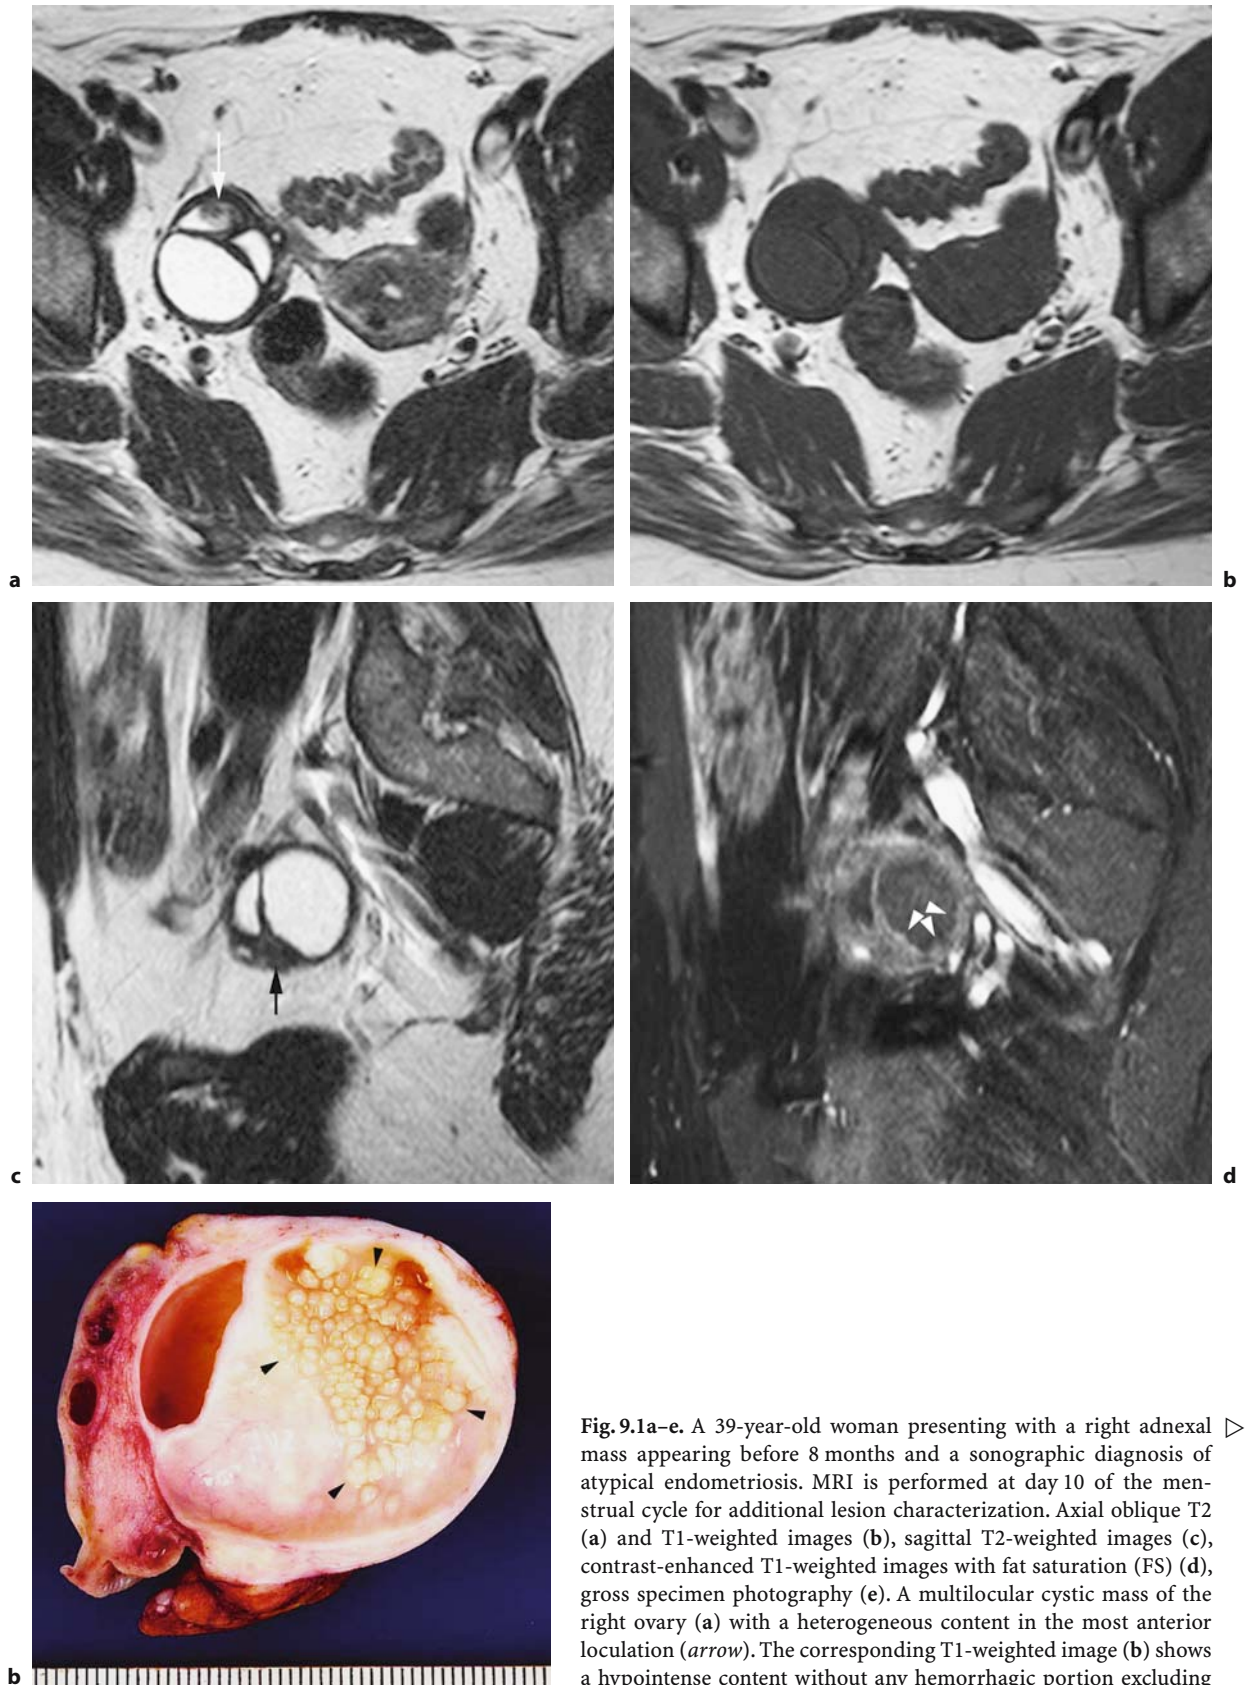 a
b
c
d
b
Fig. 9.1a–e. A 39-year-old woman presenting with a right adnexal ▷
mass appearing before 8 months and a sonographic diagnosis of
atypical endometriosis. MRI is performed at day 10 of the men-
strual cycle for additional lesion characterization. Axial oblique T2
(a) and T1-weighted images (b), sagittal T2-weighted images (c),
contrast-enhanced T1-weighted images with fat saturation (FS) (d),
gross specimen photography (e). A multilocular cystic mass of the
right ovary (a) with a heterogeneous content in the most anterior
loculation (arrow). The corresponding T1-weighted image (b) shows
a hypointense content without any hemorrhagic portion excluding